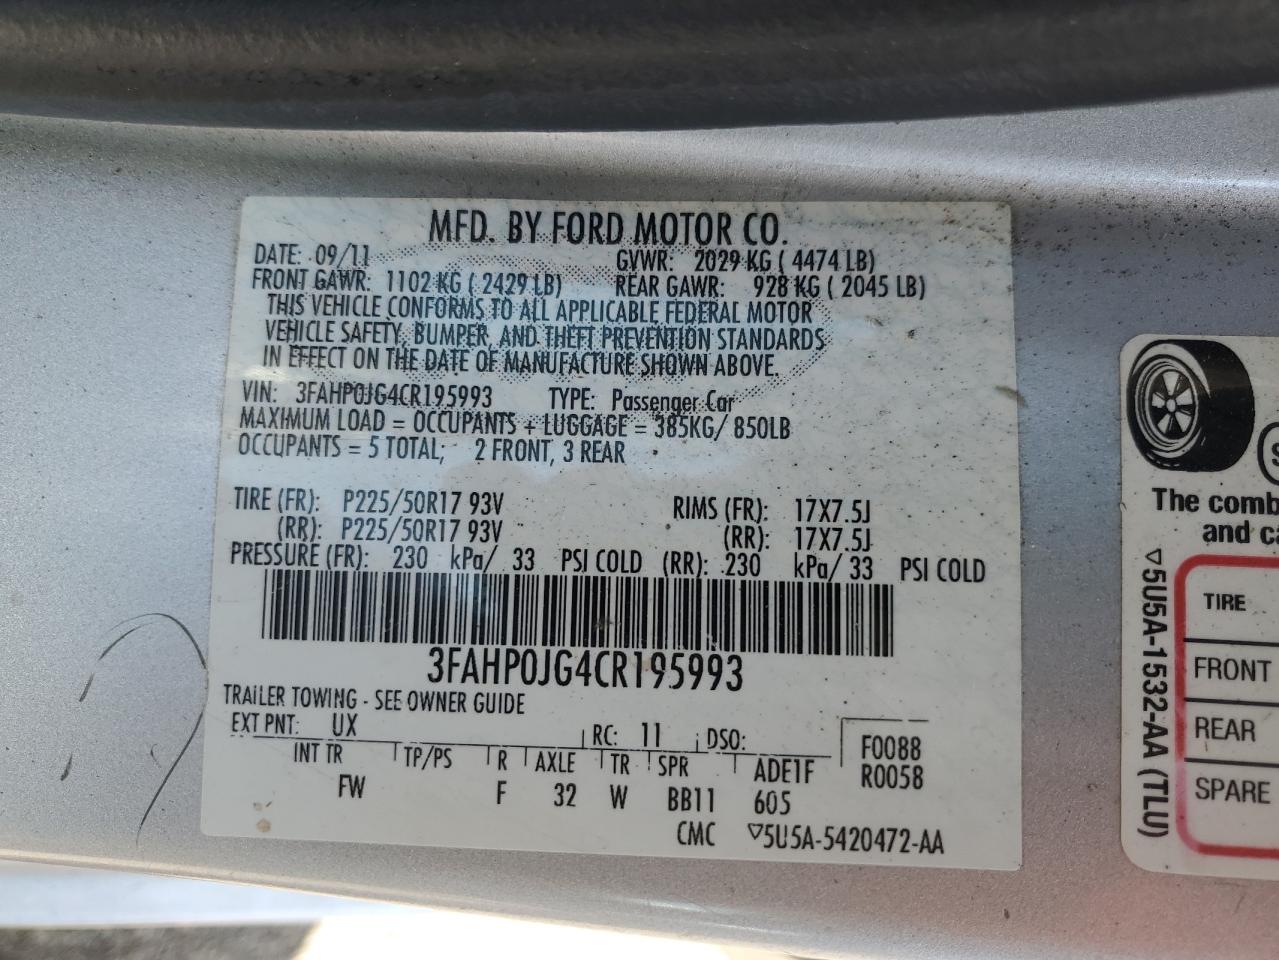 MFD. BY FORD MOTOR CO.
DATE: 09/11 GVWR: 2029 KG ( 4474 LB)
FRONT GAWR: 1102 KG ( 2429 LB) REAR GAWR: 928 KG ( 2045 LB)
THIS VEHICLE CONFORMS TO ALL APPLICABLE FEDERAL MOTOR
VEHICLE SAFETY, BUMPER, AND THEFT PREVENTION STANDARDS
IN EFFECT ON THE DATE OF MANUFACTURE SHOWN ABOVE.
VIN: 3FAHP0JG4CR195993 TYPE: Passenger Car
MAXIMUM LOAD = OCCUPANTS + LUGGAGE = 385KG/ 850LB
OCCUPANTS = 5 TOTAL; 2 FRONT, 3 REAR
TIRE (FR): P225/50R17 93V RIMS (FR): 17X7.5J
(RR): P225/50R17 93V (RR): 17X7.5J
PRESSURE (FR): 230 kPa/ 33 PSI COLD (RR): 230 kPa/ 33 PSI COLD
3FAHP0JG4CR195993
TRAILER TOWING - SEE OWNER GUIDE
EXT PNT: UX RC: 11 DSO: F0088
INT TR TP/PS R AXLE TR SPR ADE1F R0058
FW F 32 W BB11 605
CMC ▽5U5A-5420472-AA
The comb
and ca
TIRE
FRONT
REAR
SPARE
▽5U5A-1532-AA (TLU)